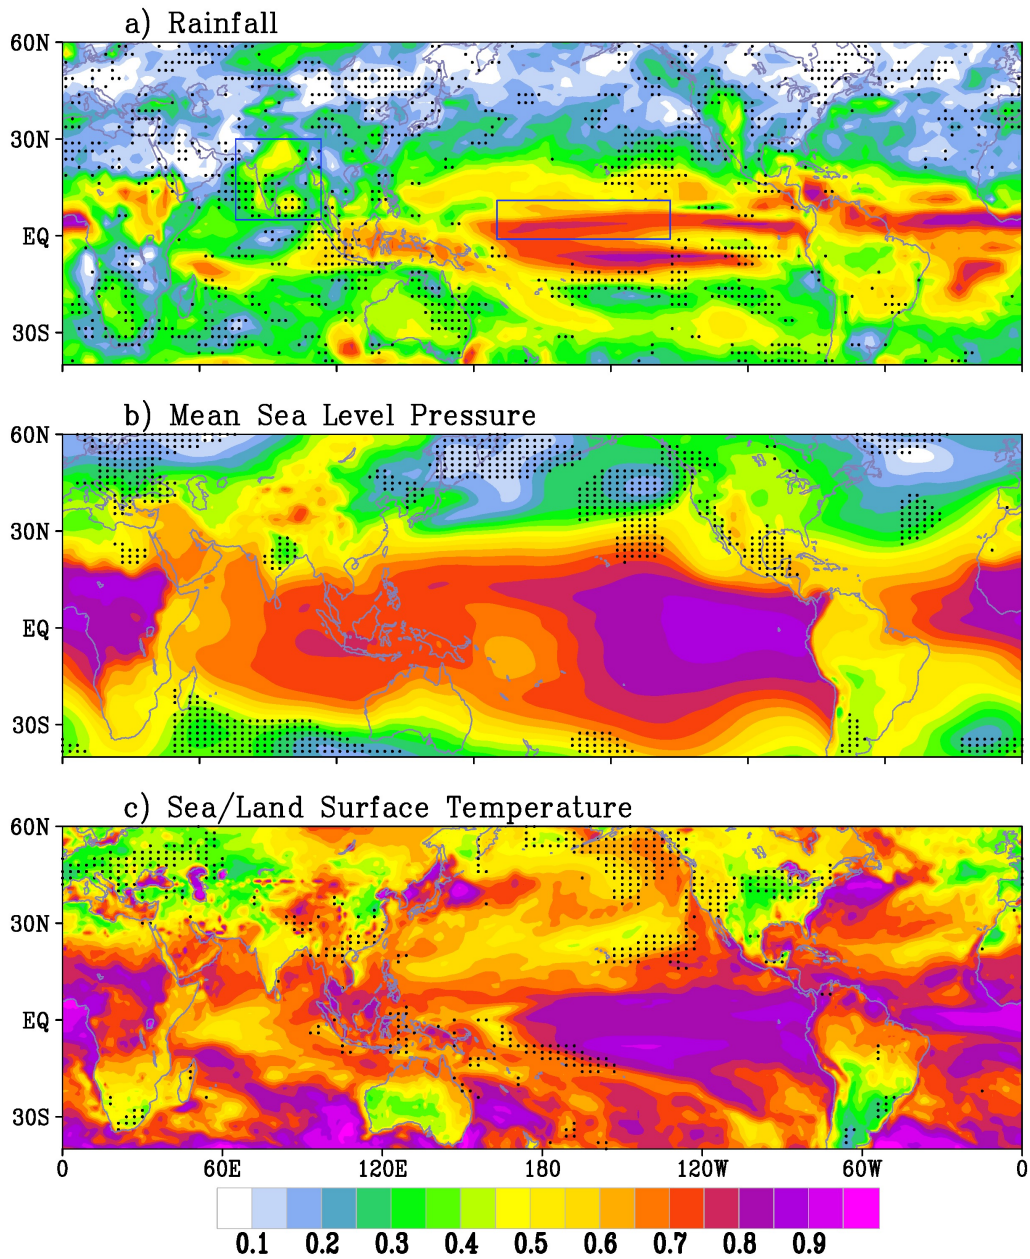 a) Rainfall
60N
30N
EQ
30S
b) Mean Sea Level Pressure
60N
30N
EQ
30S
c) Sea/Land Surface Temperature
60N
30N
EQ
30S
0 60E 120E 180 120W 60W 0
0.1 0.2 0.3 0.4 0.5 0.6 0.7 0.8 0.9